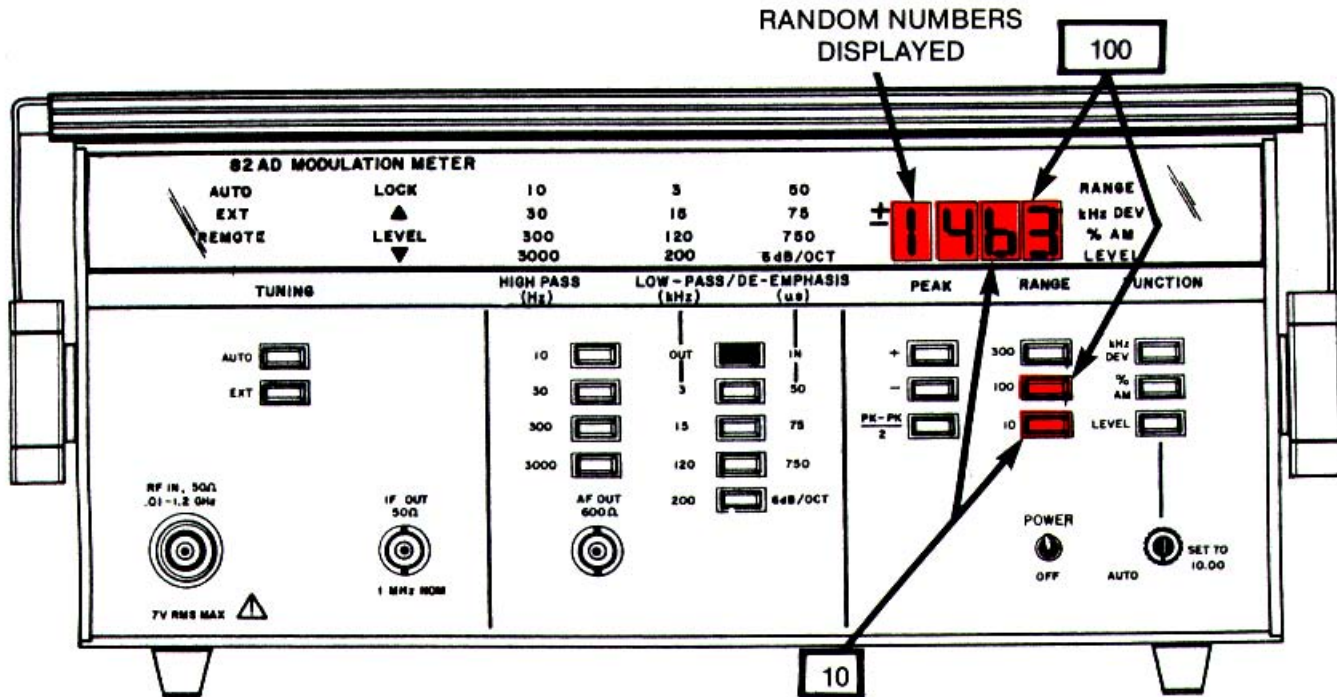 RANDOM NUMBERS
DISPLAYED
100
82AD MODULATION METER
AUTO LOCK 10 3 50 RANGE
EXT ▲ 30 15 75 ± 14b3 kHz DEV
REMOTE LEVEL 300 120 750 % AM
▼ 3000 200 6dB/OCT LEVEL
TUNING HIGH PASS LOW-PASS/DE-EMPHASIS PEAK RANGE FUNCTION
(Hz) (kHz) (us)
AUTO 10 OUT IN + 300 kHz
DEV
EXT 30 3 50 - 100 %
AM
300 15 75 PK-PK 10 LEVEL
2
3000 120 750
RF IN, 50Ω IF OUT AF OUT 200 6dB/OCT
.01-1.2 GHz 50Ω 600Ω
POWER
SET TO
10.00
OFF AUTO
1 MHz NOM
7V RMS MAX
10